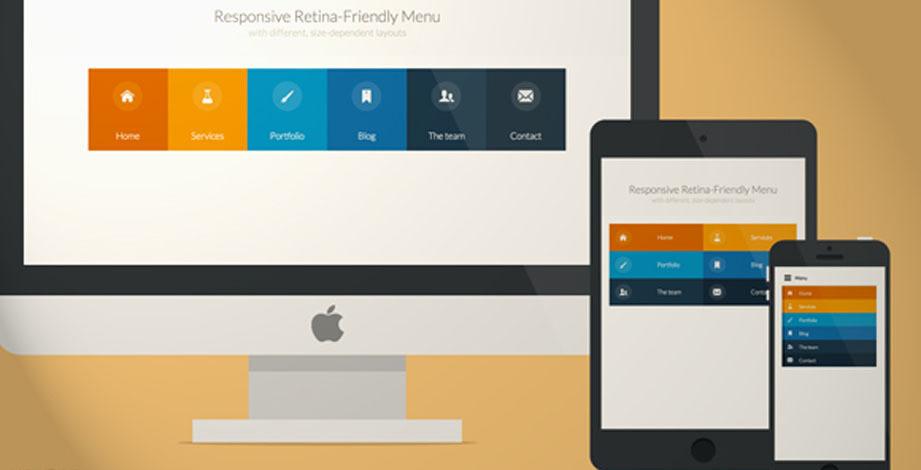 Responsive Retina-Friendly Menu
with different, size-dependent layouts
Home Services Portfolio Blog The team Contact
Responsive Retina-Friendly Menu
with different, size-dependent layouts
Home Services
Portfolio Blog
The team
Menu
Home
Services
Portfolio
Blog
The team
Contact